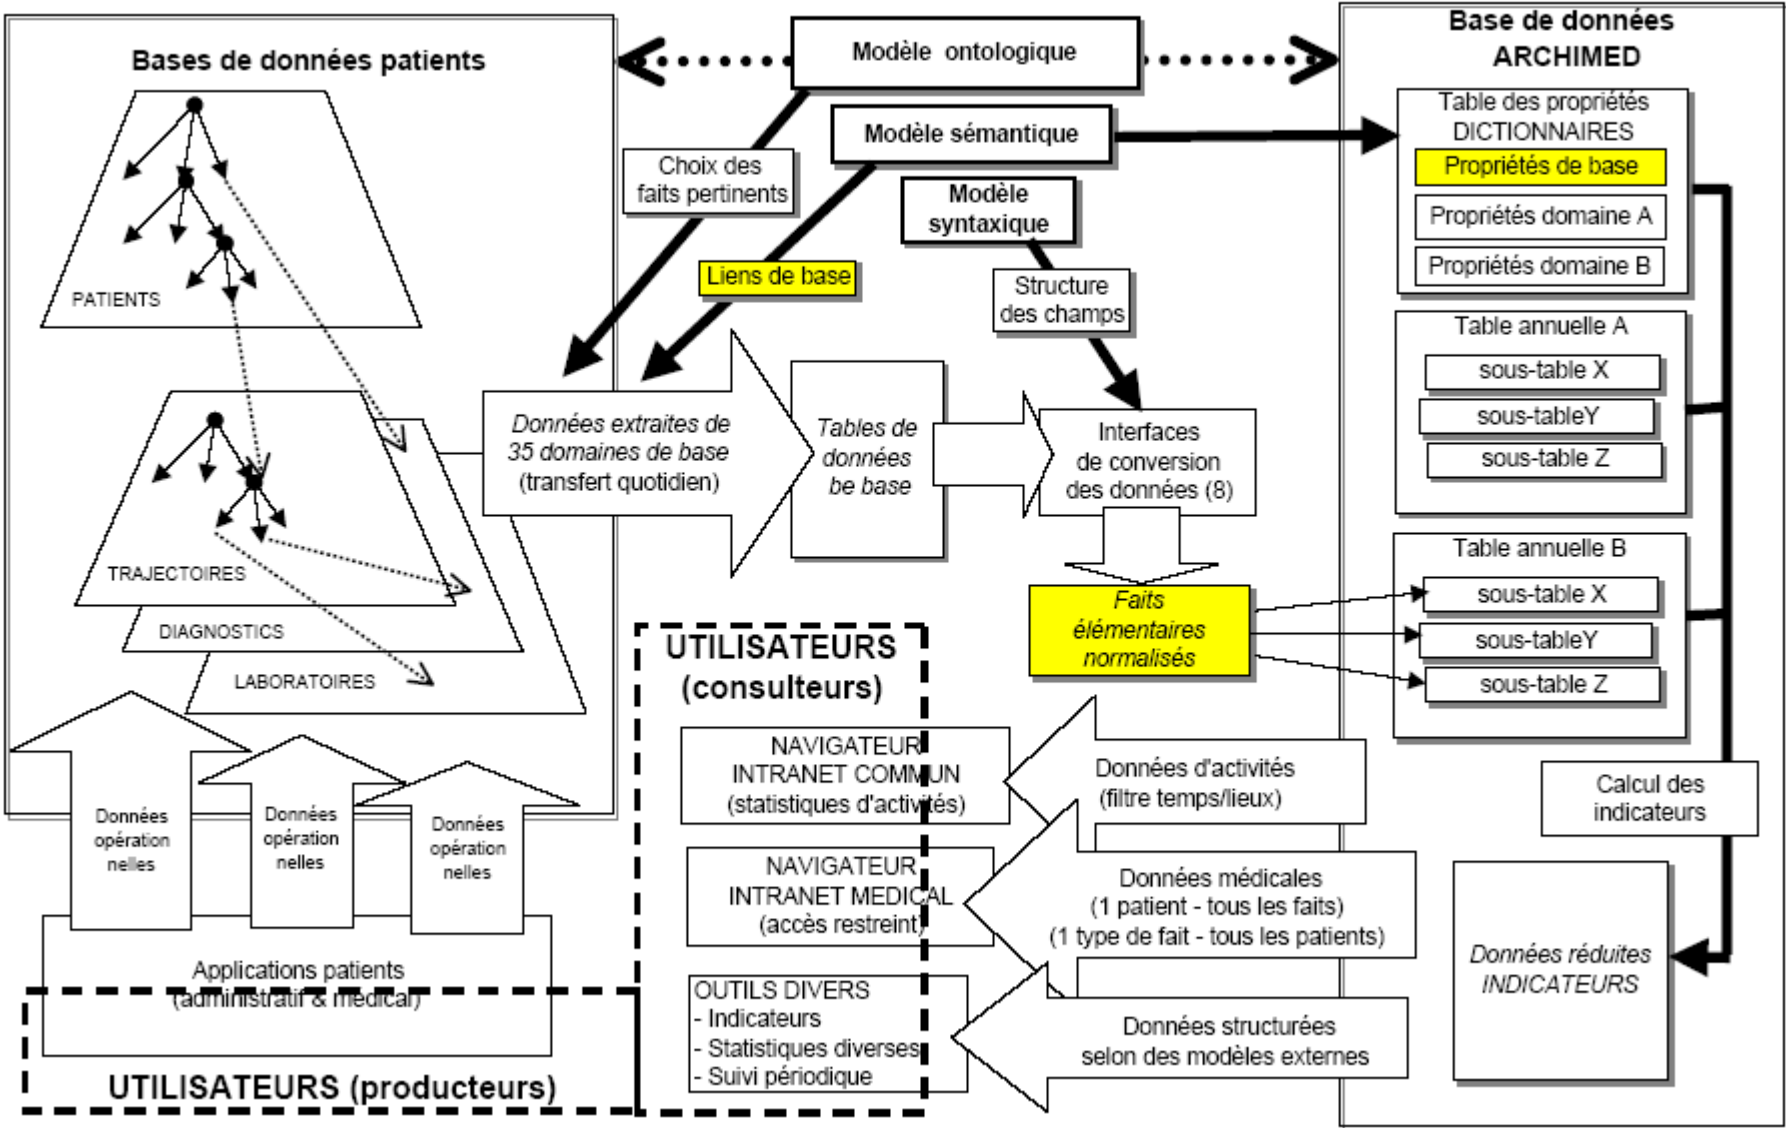 Bases de données patients
PATIENTS
TRAJECTOIRES
DIAGNOSTICS
LABORATOIRES
Données
opération
nelles
Données
opération
nelles
Données
opération
nelles
Applications patients
(administratif & médical)
UTILISATEURS (producteurs)
Modèle ontologique
Modèle sémantique
Modèle
syntaxique
Choix des
faits pertinents
Liens de base
Structure
des champs
Données extraites de
35 domaines de base
(transfert quotidien)
Tables de
données
be base
Interfaces
de conversion
des données (8)
Faits
élémentaires
normalisés
UTILISATEURS
(consulteurs)
NAVIGATEUR
INTRANET COMMUN
(statistiques d'activités)
NAVIGATEUR
INTRANET MEDICAL
(accès restreint)
OUTILS DIVERS
- Indicateurs
- Statistiques diverses
- Suivi périodique
Données d'activités
(filtre temps/lieux)
Données médicales
(1 patient - tous les faits)
(1 type de fait - tous les patients)
Données structurées
selon des modèles externes
Base de données
ARCHIMED
Table des propriétés
DICTIONNAIRES
Propriétés de base
Propriétés domaine A
Propriétés domaine B
Table annuelle A
sous-table X
sous-tableY
sous-table Z
Table annuelle B
sous-table X
sous-tableY
sous-table Z
Calcul des
indicateurs
Données réduites
INDICATEURS